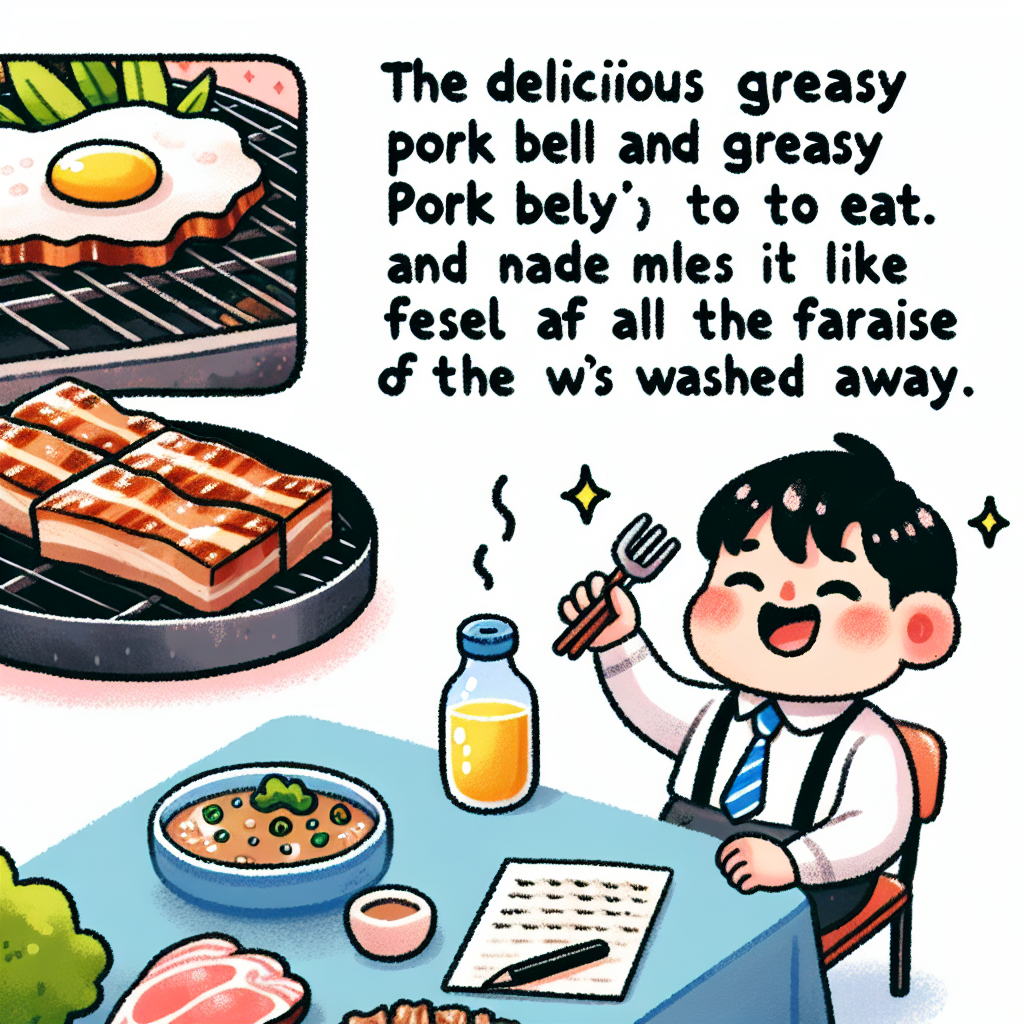 The deliciious greasy
pork bell and greasy
Pork bely'; to to eat.
and nade mles it like
fesel af all the faraise
of the w's washed away.